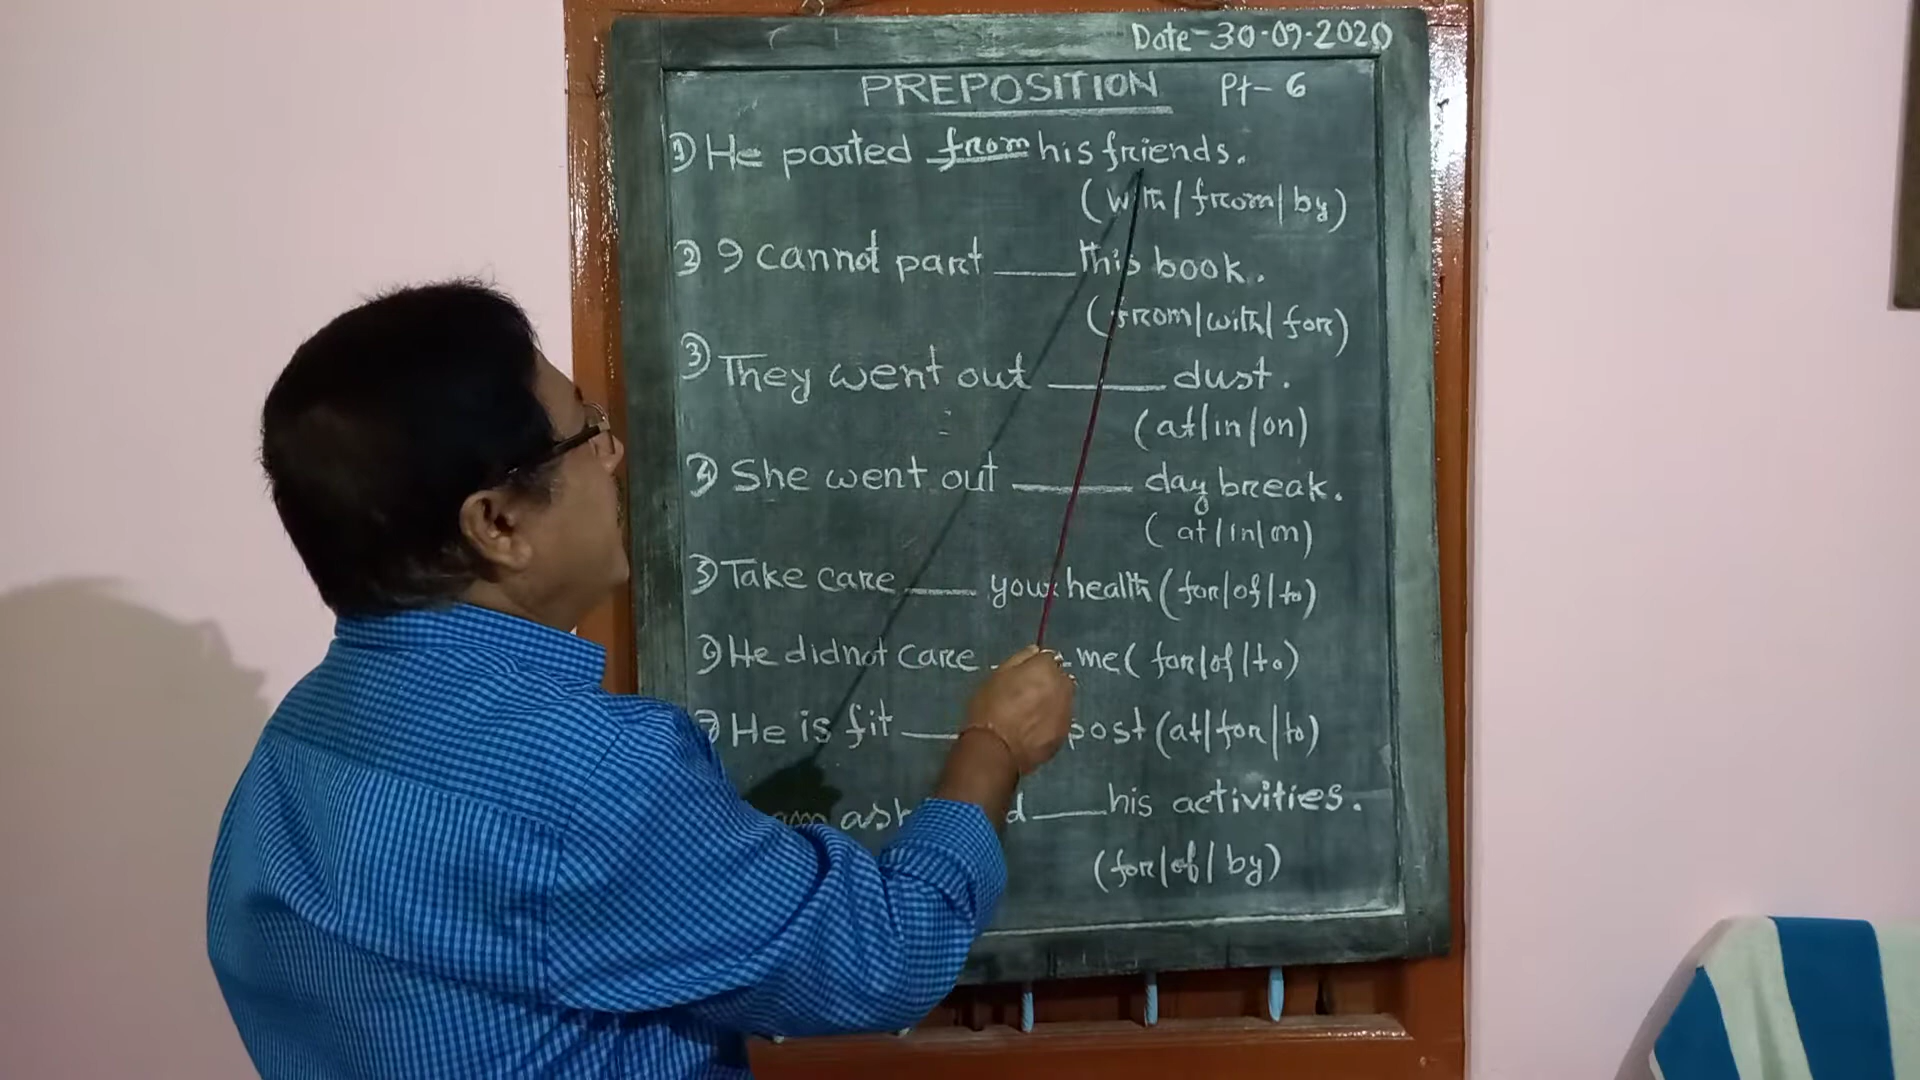 Date-30-09-2020
PREPOSITION Pt-6
1) He parted from his friends.
(with/from/by)
2) I cannot part ____ this book.
(from/with/for)
3) They went out ____ dust.
(at/in/on)
4) She went out ____ day break.
(at/in/on)
5) Take care ____ your health (for/of/to)
6) He didnot care ____ me (for/of/to)
7) He is fit ____ post (at/for/to)
am ____ his activities.
(for/of/by)